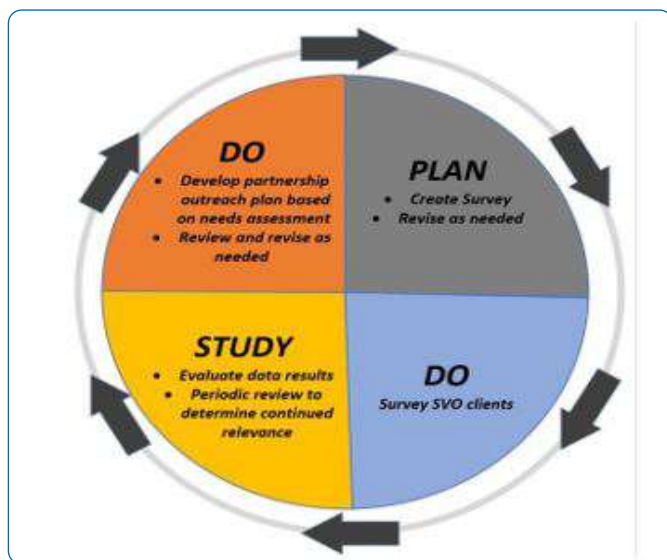 DO
• Develop partnership
outreach plan based
on needs assessment
• Review and revise as
needed
PLAN
• Create Survey
• Revise as needed
STUDY
• Evaluate data results
• Periodic review to
determine continued
relevance
DO
Survey SVO clients